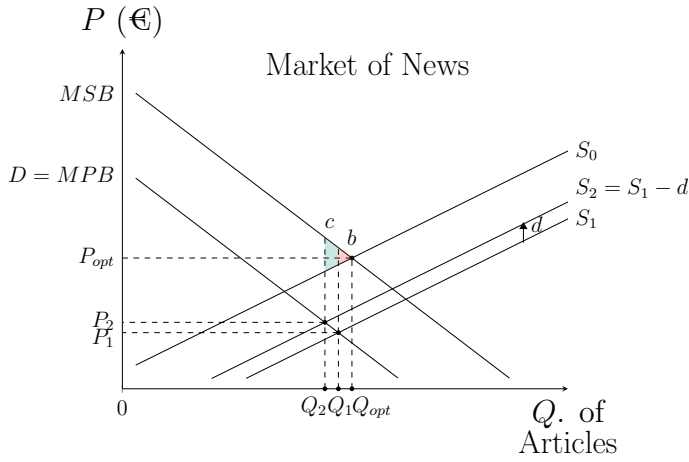 P (€)
Market of News
MSB
D = MPB
S₀
S₂ = S₁ − d
S₁
d
c
b
Pₒₚₜ
P₂
P₁
0
Q₂ Q₁ Qₒₚₜ
Q. of
Articles